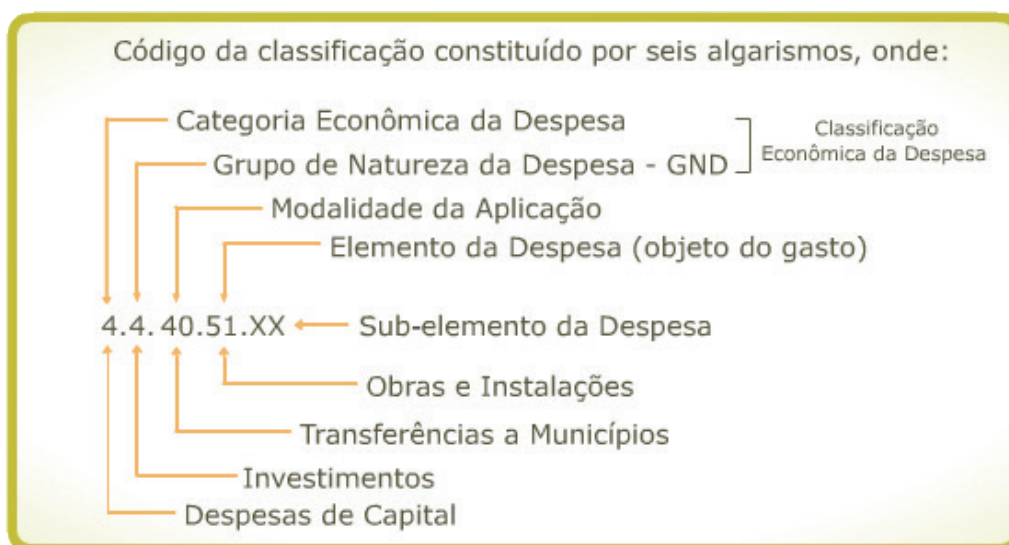 Código da classificação constituído por seis algarismos, onde:
Categoria Econômica da Despesa
Grupo de Natureza da Despesa - GND
Classificação
Econômica da Despesa
Modalidade da Aplicação
Elemento da Despesa (objeto do gasto)
4.4. 40.51.XX
Sub-elemento da Despesa
Obras e Instalações
Transferências a Municípios
Investimentos
Despesas de Capital